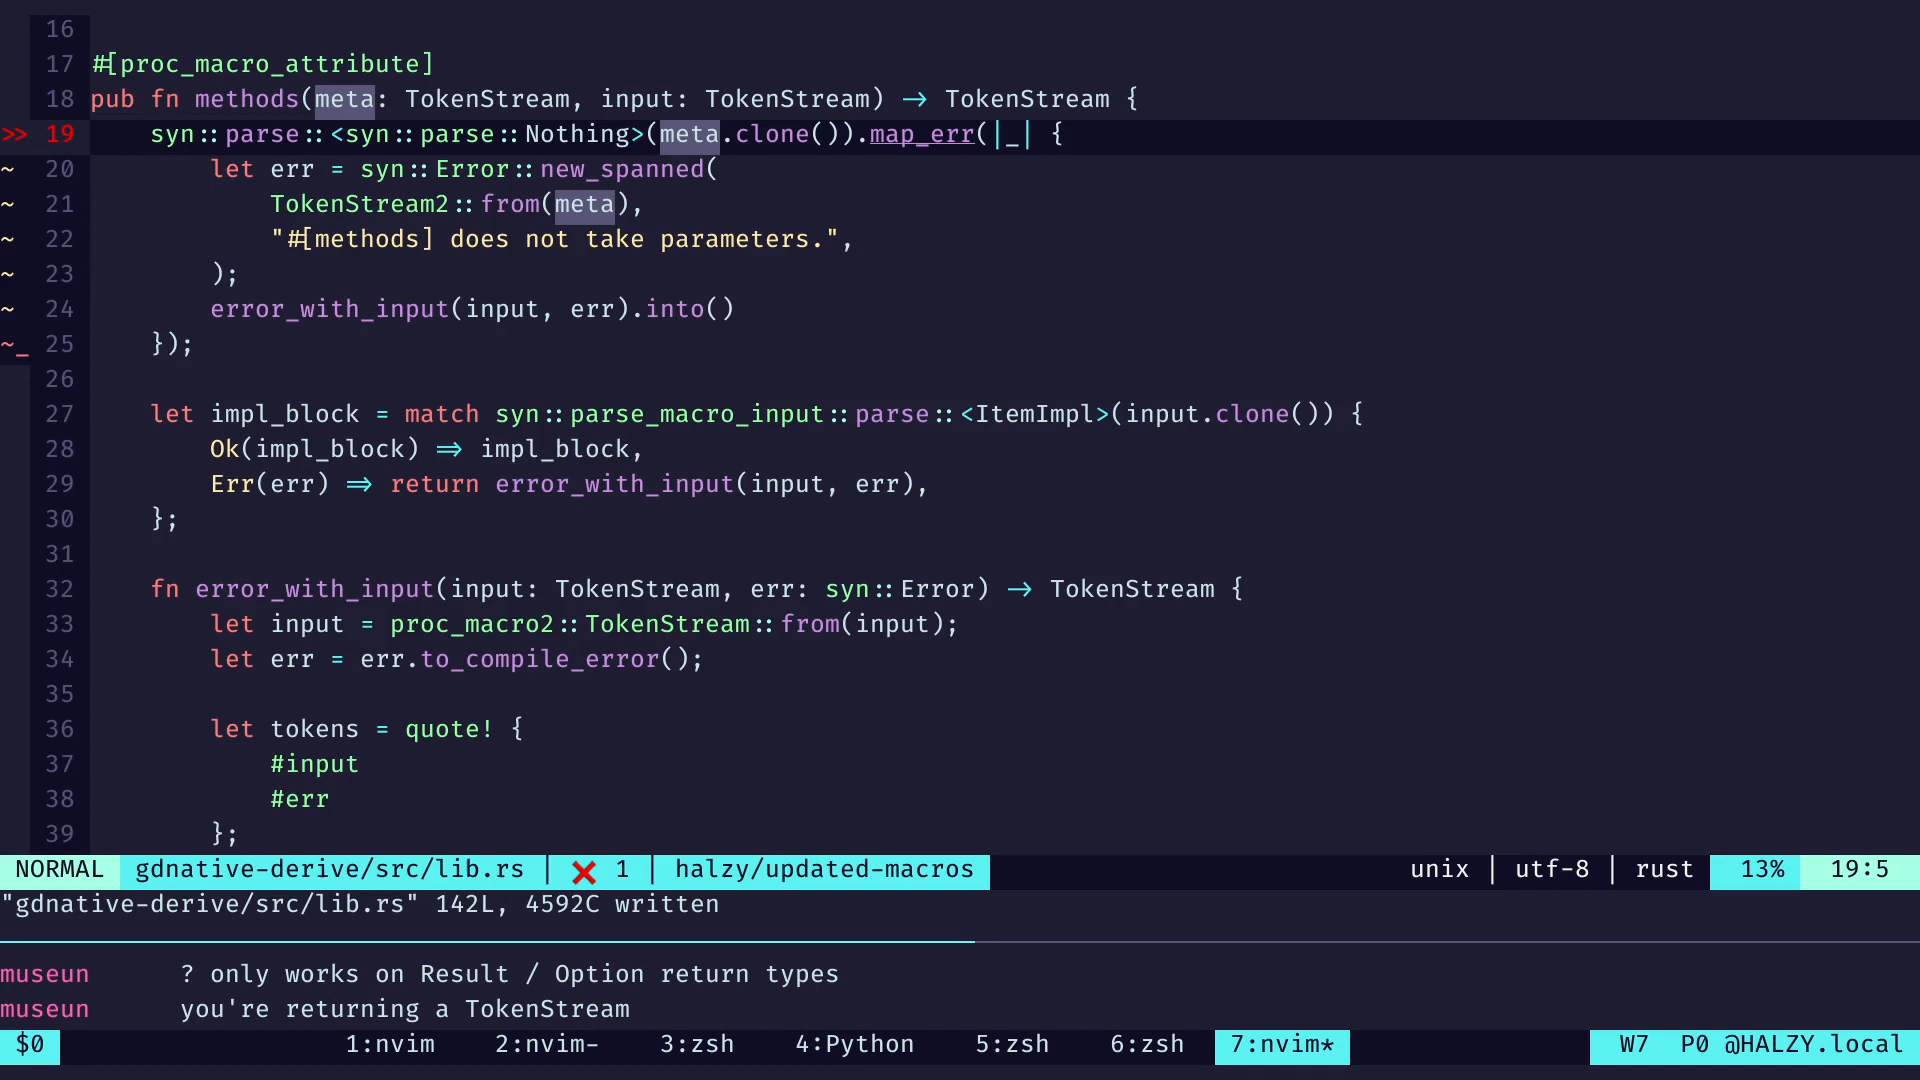 16
17 #[proc_macro_attribute]
18 pub fn methods(meta: TokenStream, input: TokenStream) -> TokenStream {
>> 19     syn::parse::<syn::parse::Nothing>(meta.clone()).map_err(|_| {
~ 20         let err = syn::Error::new_spanned(
~ 21             TokenStream2::from(meta),
~ 22             "#[methods] does not take parameters.",
~ 23         );
~ 24         error_with_input(input, err).into()
~_ 25     });
26
27     let impl_block = match syn::parse_macro_input::parse::<ItemImpl>(input.clone()) {
28         Ok(impl_block) => impl_block,
29         Err(err) => return error_with_input(input, err),
30     };
31
32     fn error_with_input(input: TokenStream, err: syn::Error) -> TokenStream {
33         let input = proc_macro2::TokenStream::from(input);
34         let err = err.to_compile_error();
35
36         let tokens = quote! {
37             #input
38             #err
39         };
NORMAL gdnative-derive/src/lib.rs | ❌ 1 | halzy/updated-macros unix | utf-8 | rust 13% 19:5
"gdnative-derive/src/lib.rs" 142L, 4592C written
museun ? only works on Result / Option return types
museun you're returning a TokenStream
$0 1:nvim 2:nvim- 3:zsh 4:Python 5:zsh 6:zsh 7:nvim* W7 P0 @HALZY.local